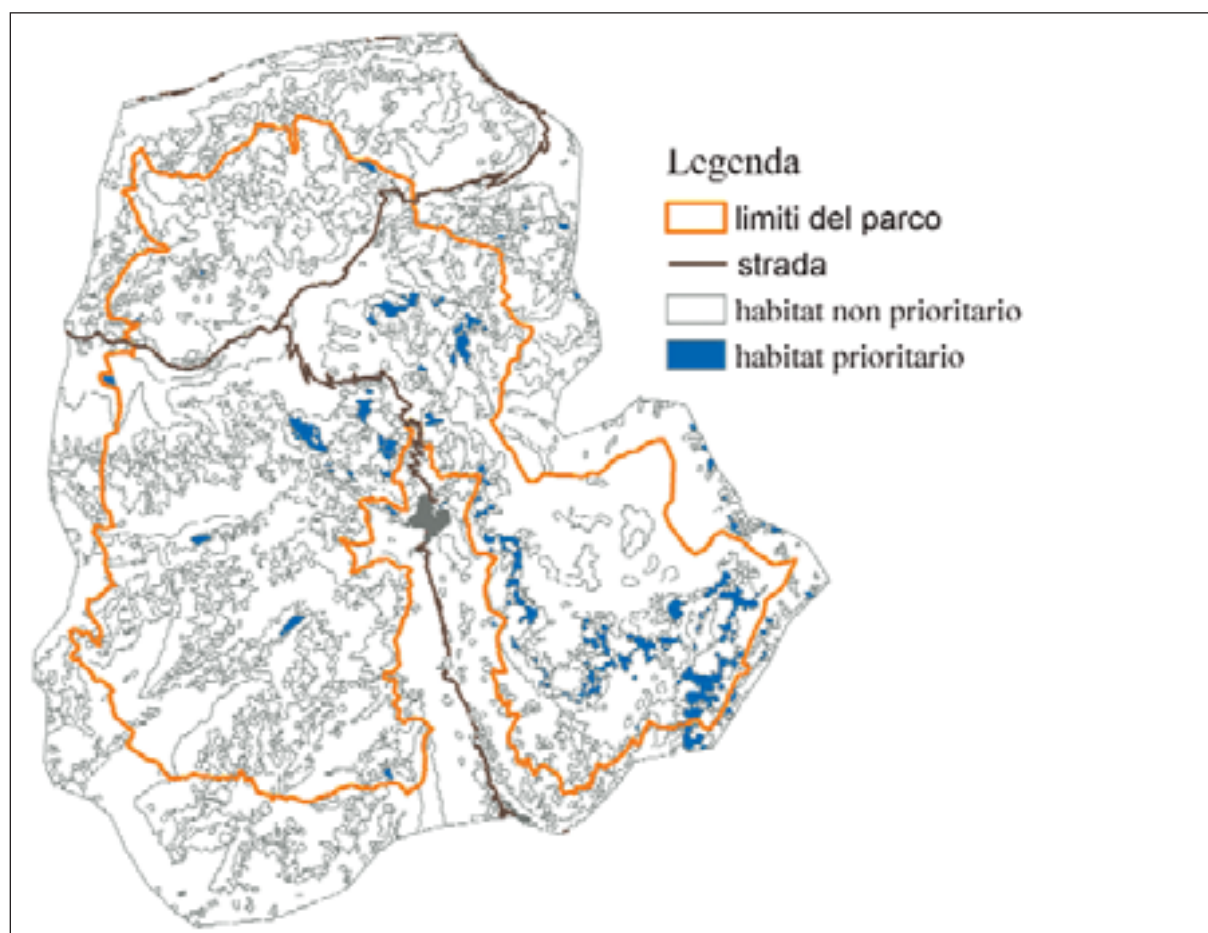 Legenda
limiti del parco
strada
habitat non prioritario
habitat prioritario